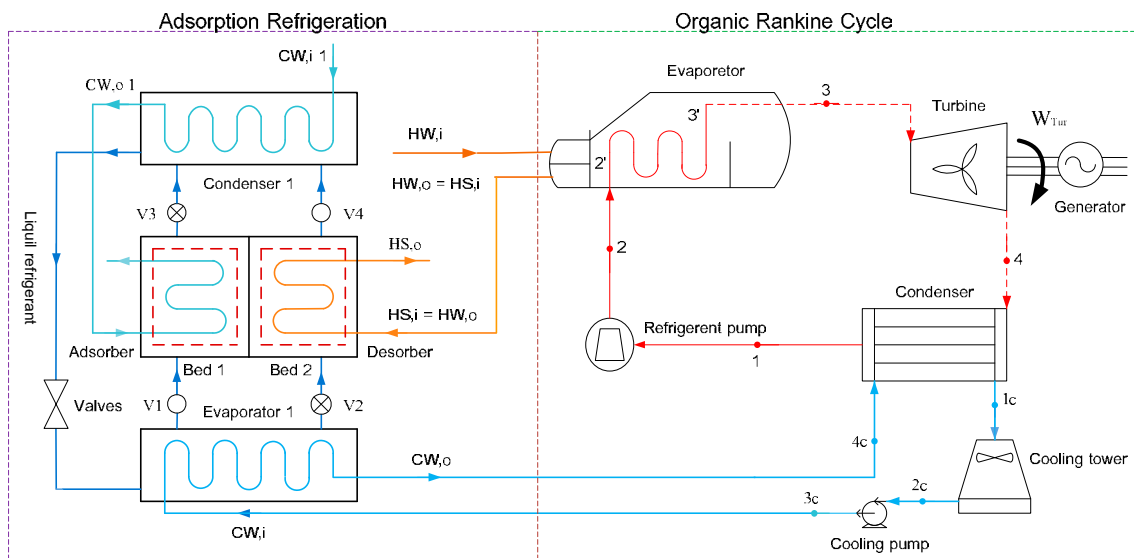 Adsorption Refrigeration
Organic Rankine Cycle
CW,i 1
CW,o 1
Condenser 1
V3
V4
Liquil refrigerant
HS,o
HS,i = HW,o
Adsorber
Desorber
Bed 1
Bed 2
V1
V2
Valves
Evaporator 1
CW,o
CW,i
HW,i
HW,o = HS,i
Evaporetor
2'
3'
3
Turbine
WTur
Generator
2
4
Condenser
Refrigerent pump
1
1c
4c
Cooling tower
2c
3c
Cooling pump